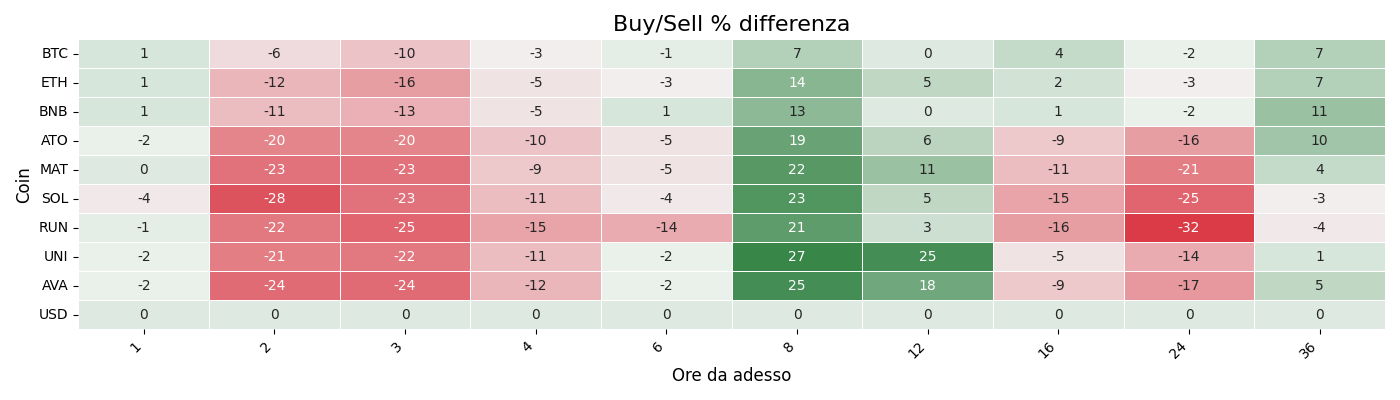 Buy/Sell % differenza
Coin
BTC 1 -6 -10 -3 -1 7 0 4 -2 7
ETH 1 -12 -16 -5 -3 14 5 2 -3 7
BNB 1 -11 -13 -5 1 13 0 1 -2 11
ATO -2 -20 -20 -10 -5 19 6 -9 -16 10
MAT 0 -23 -23 -9 -5 22 11 -11 -21 4
SOL -4 -28 -23 -11 -4 23 5 -15 -25 -3
RUN -1 -22 -25 -15 -14 21 3 -16 -32 -4
UNI -2 -21 -22 -11 -2 27 25 -5 -14 1
AVA -2 -24 -24 -12 -2 25 18 -9 -17 5
USD 0 0 0 0 0 0 0 0 0 0
1 2 3 4 6 8 12 16 24 36
Ore da adesso